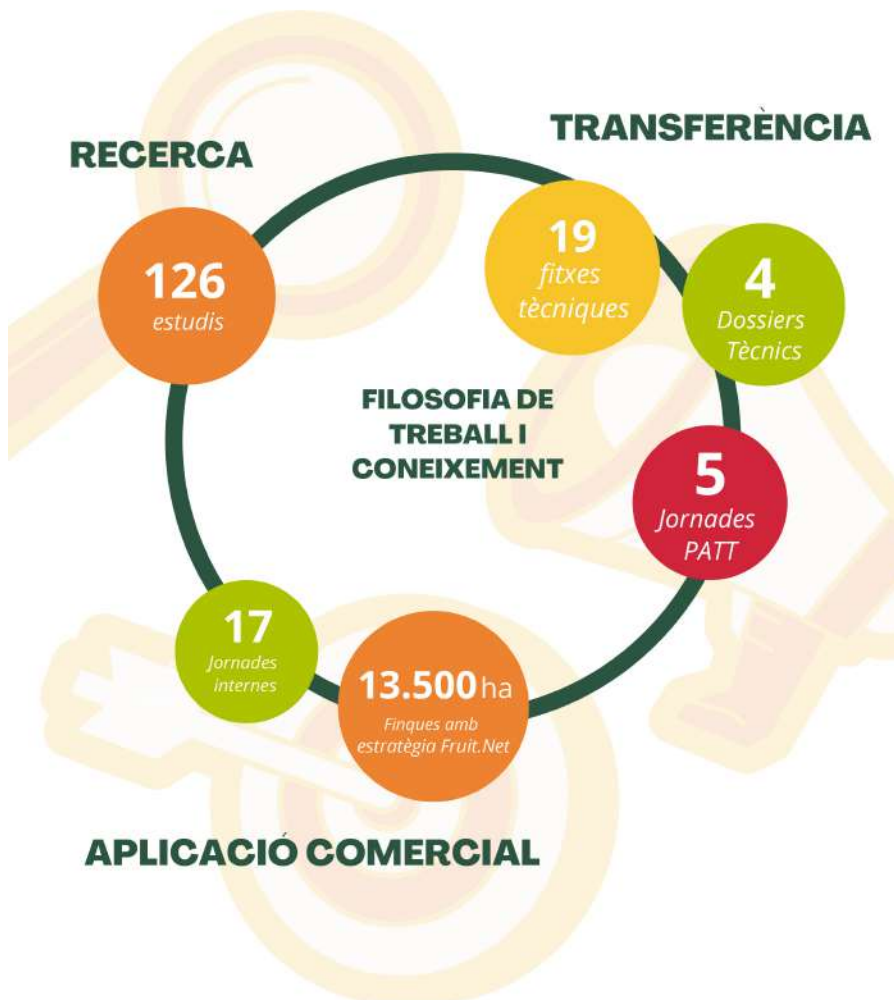 RECERCA
126
estudis
TRANSFERÈNCIA
19
fitxes
tècniques
4
Dossiers
Tècnics
5
Jornades
PATT
FILOSOFIA DE
TREBALL I
CONEIXEMENT
17
Jornades
internes
13.500 ha
Finques amb
estratègia Fruit.Net
APLICACIÓ COMERCIAL